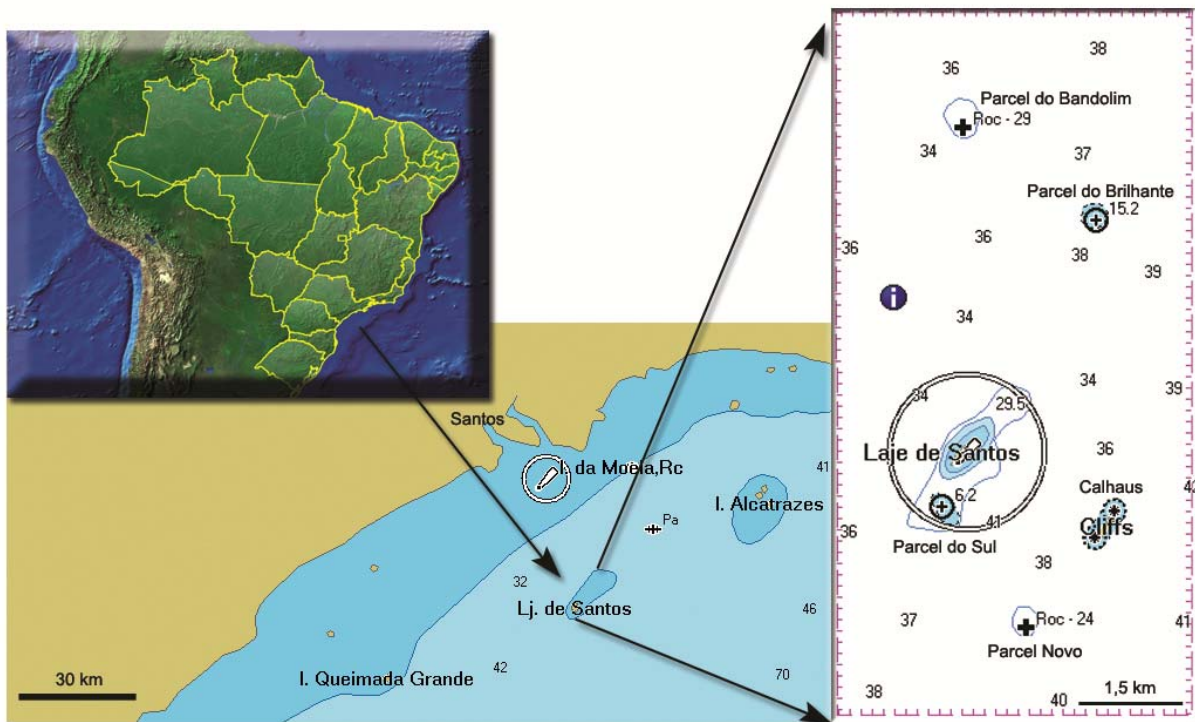 Santos
I. da Moela,Rc
41
I. Alcatrazes
Pa
32
Lj. de Santos
46
42
70
I. Queimada Grande
30 km
38
36
Parcel do Bandolim
Roc - 29
34
37
Parcel do Brilhante
15.2
36
36
38
39
i
34
34
39
34
29.5
Laje de Santos
36
Calhaus
6.2
41
42
36
Cliffs
Parcel do Sul
38
37
Roc - 24
41
Parcel Novo
38
40
1,5 km